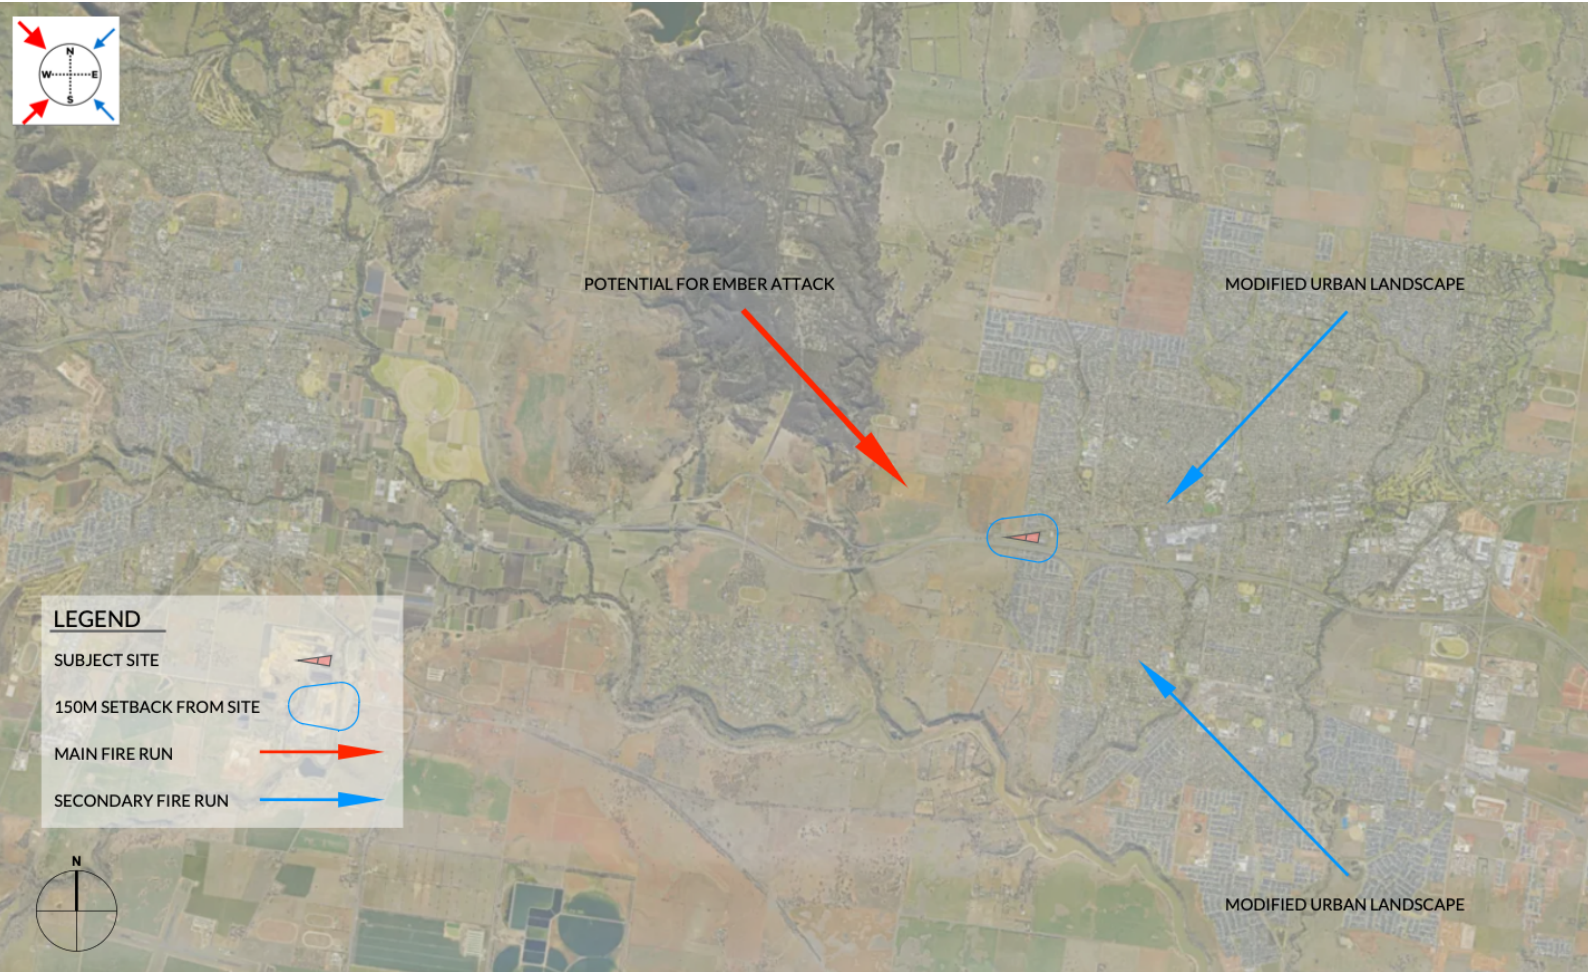 N
W E
S
POTENTIAL FOR EMBER ATTACK
MODIFIED URBAN LANDSCAPE
LEGEND
SUBJECT SITE
150M SETBACK FROM SITE
MAIN FIRE RUN
SECONDARY FIRE RUN
N
MODIFIED URBAN LANDSCAPE